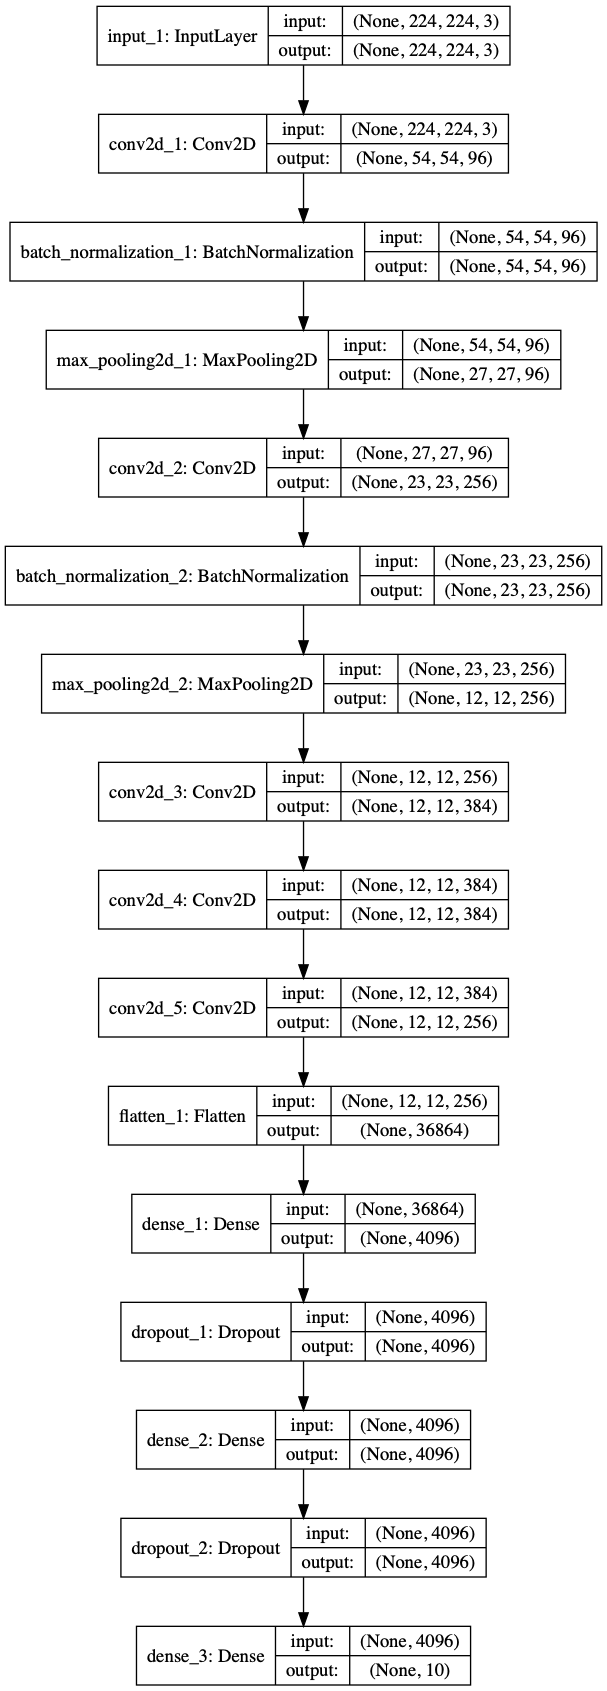 input_1: InputLayer
input: (None, 224, 224, 3)
output: (None, 224, 224, 3)
conv2d_1: Conv2D
input: (None, 224, 224, 3)
output: (None, 54, 54, 96)
batch_normalization_1: BatchNormalization
input: (None, 54, 54, 96)
output: (None, 54, 54, 96)
max_pooling2d_1: MaxPooling2D
input: (None, 54, 54, 96)
output: (None, 27, 27, 96)
conv2d_2: Conv2D
input: (None, 27, 27, 96)
output: (None, 23, 23, 256)
batch_normalization_2: BatchNormalization
input: (None, 23, 23, 256)
output: (None, 23, 23, 256)
max_pooling2d_2: MaxPooling2D
input: (None, 23, 23, 256)
output: (None, 12, 12, 256)
conv2d_3: Conv2D
input: (None, 12, 12, 256)
output: (None, 12, 12, 384)
conv2d_4: Conv2D
input: (None, 12, 12, 384)
output: (None, 12, 12, 384)
conv2d_5: Conv2D
input: (None, 12, 12, 384)
output: (None, 12, 12, 256)
flatten_1: Flatten
input: (None, 12, 12, 256)
output: (None, 36864)
dense_1: Dense
input: (None, 36864)
output: (None, 4096)
dropout_1: Dropout
input: (None, 4096)
output: (None, 4096)
dense_2: Dense
input: (None, 4096)
output: (None, 4096)
dropout_2: Dropout
input: (None, 4096)
output: (None, 4096)
dense_3: Dense
input: (None, 4096)
output: (None, 10)